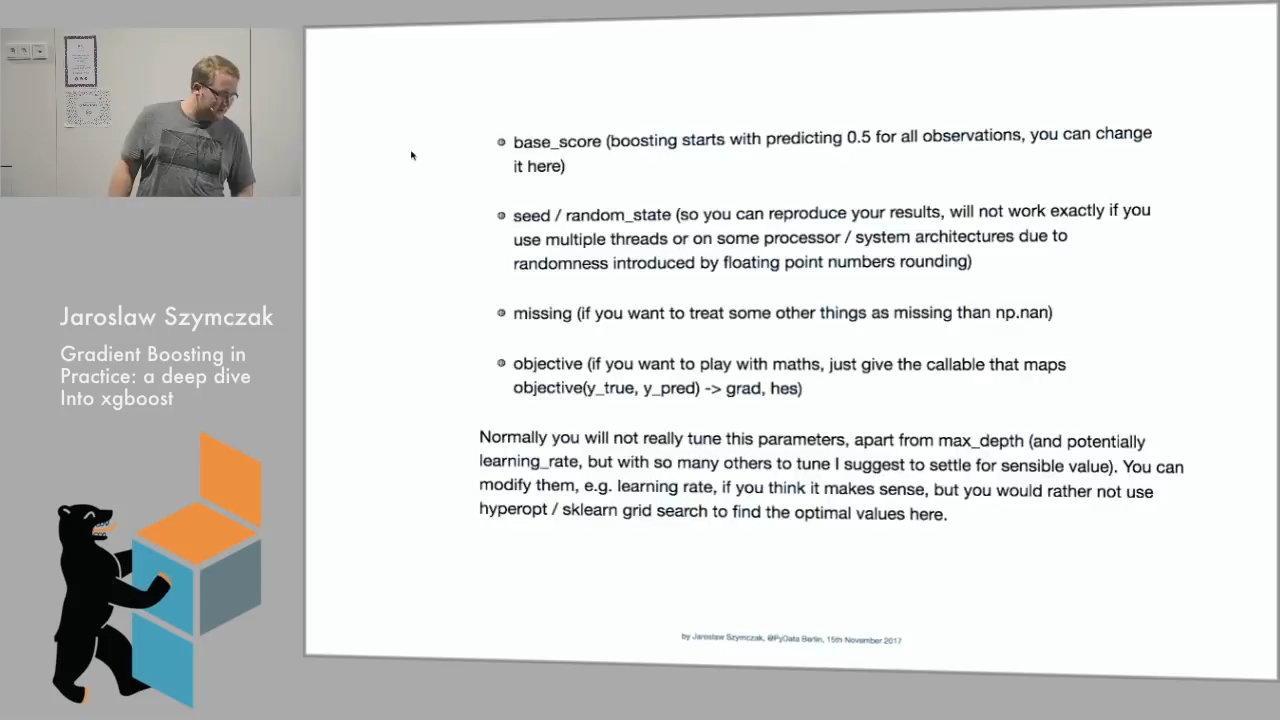 base_score (boosting starts with predicting 0.5 for all observations, you can change
it here)
seed / random_state (so you can reproduce your results, will not work exactly if you
use multiple threads or on some processor / system architectures due to
randomness introduced by floating point numbers rounding)
missing (if you want to treat some other things as missing than np.nan)
objective (if you want to play with maths, just give the callable that maps
objective(y_true, y_pred) -> grad, hes)
Normally you will not really tune this parameters, apart from max_depth (and potentially
learning_rate, but with so many others to tune I suggest to settle for sensible value). You can
modify them, e.g. learning rate, if you think it makes sense, but you would rather not use
hyperopt / sklearn grid search to find the optimal values here.
by Jaroslaw Szymczak, @PyData Berlin, 15th November 2017
Jaroslaw Szymczak
Gradient Boosting in
Practice: a deep dive
Into xgboost